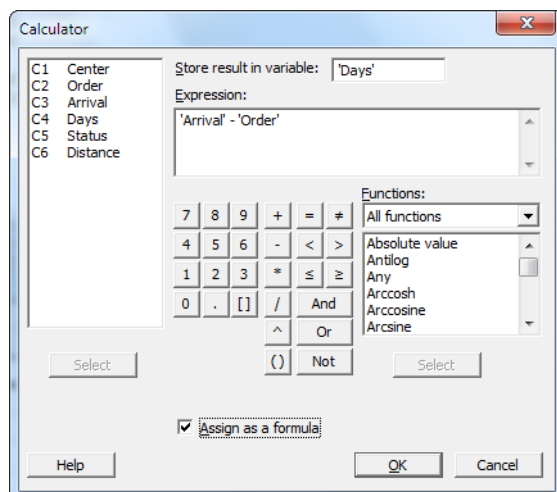 Calculator
C1 Center
C2 Order
C3 Arrival
C4 Days
C5 Status
C6 Distance
Select
Store result in variable: 'Days'
Expression:
'Arrival' - 'Order'
7 8 9 + = ≠
4 5 6 - < >
1 2 3 * ≤ ≥
0 . [] / And
^ Or
() Not
Functions:
All functions
Absolute value
Antilog
Any
Arccosh
Arccosine
Arcsine
Select
Assign as a formula
Help OK Cancel